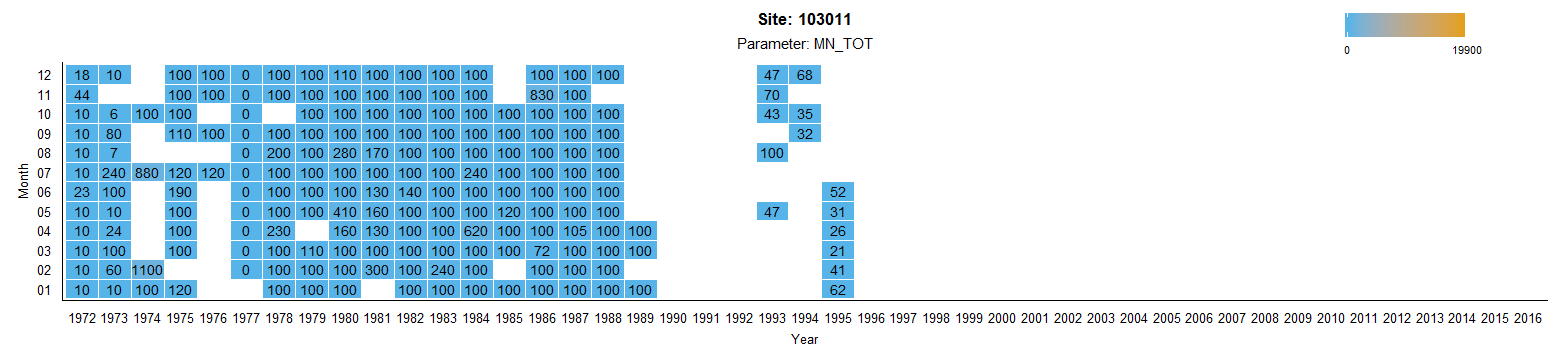 Site: 103011
Parameter: MN_TOT
0 19900
12 18 10 100 100 0 100 100 110 100 100 100 100 100 100 100 47 68
11 44 100 100 0 100 100 100 100 100 100 100 830 100 70
10 10 6 100 100 0 100 100 100 100 100 100 100 100 100 100 43 35
09 10 80 110 100 0 100 100 100 100 100 100 100 100 100 100 100 32
08 10 7 0 200 100 280 170 100 100 100 100 100 100 100 100
07 10 240 880 120 120 0 100 100 100 100 100 100 240 100 100 100 100
06 23 100 190 0 100 100 100 130 140 100 100 100 100 100 100 52
05 10 10 100 0 100 100 410 160 100 100 100 120 100 100 100 47 31
04 10 24 100 0 230 160 130 100 100 620 100 100 105 100 100 26
03 10 100 100 0 100 110 100 100 100 100 100 100 72 100 100 100 21
02 10 60 1100 0 100 100 100 300 100 240 100 100 100 100 41
01 10 10 100 120 100 100 100 100 100 100 100 100 100 100 100 62
Month
1972 1973 1974 1975 1976 1977 1978 1979 1980 1981 1982 1983 1984 1985 1986 1987 1988 1989 1990 1991 1992 1993 1994 1995 1996 1997 1998 1999 2000 2001 2002 2003 2004 2005 2006 2007 2008 2009 2010 2011 2012 2013 2014 2015 2016
Year